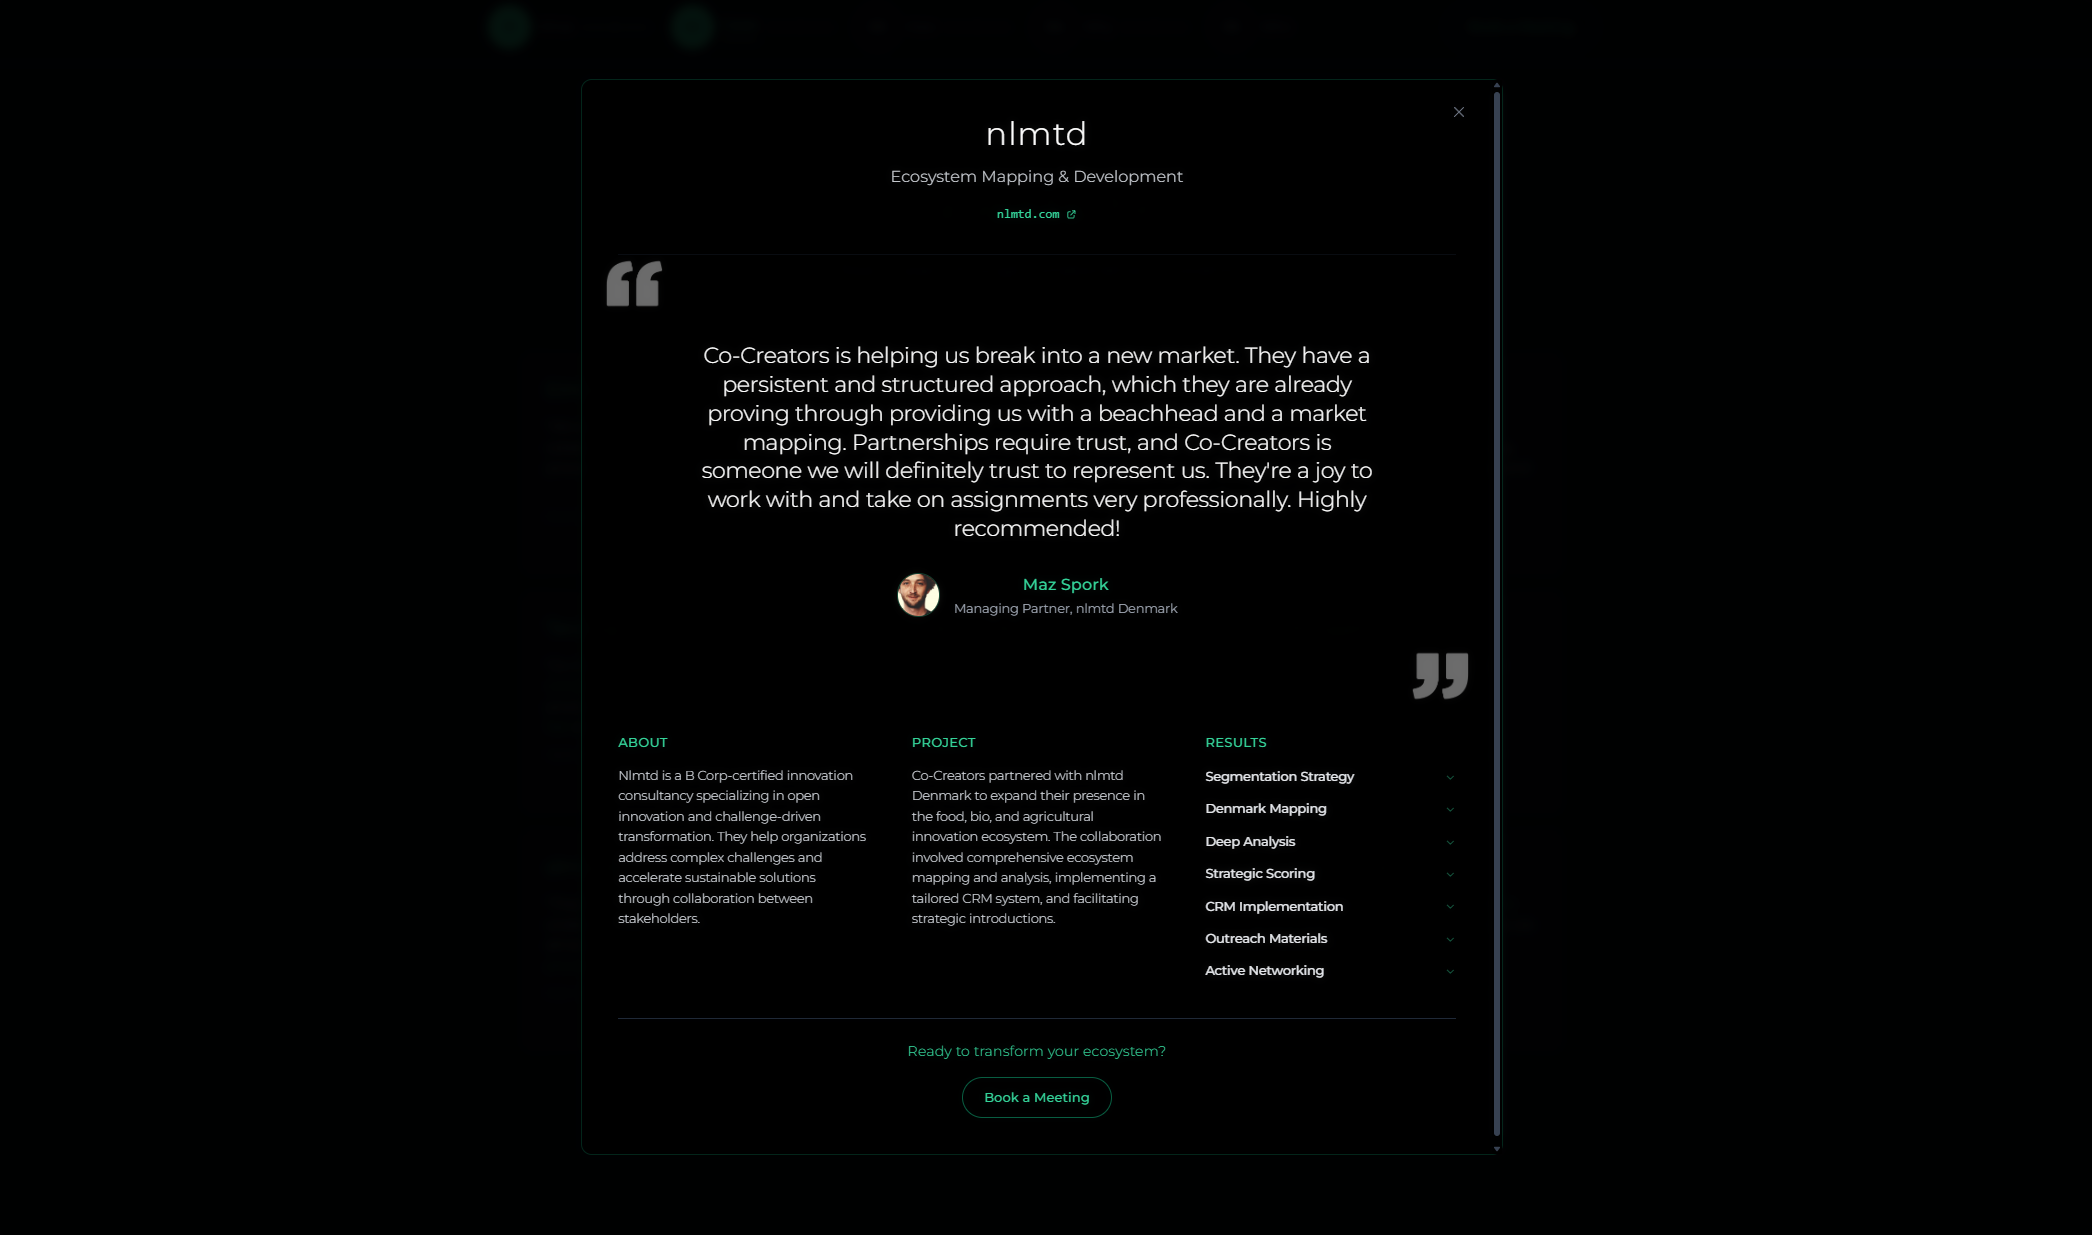 nlmtd
Ecosystem Mapping & Development
nlmtd.com
Co-Creators is helping us break into a new market. They have a
persistent and structured approach, which they are already
proving through providing us with a beachhead and a market
mapping. Partnerships require trust, and Co-Creators is
someone we will definitely trust to represent us. They're a joy to
work with and take on assignments very professionally. Highly
recommended!
Maz Spork
Managing Partner, nlmtd Denmark
ABOUT
Nlmtd is a B Corp-certified innovation
consultancy specializing in open
innovation and challenge-driven
transformation. They help organizations
address complex challenges and
accelerate sustainable solutions
through collaboration between
stakeholders.
PROJECT
Co-Creators partnered with nlmtd
Denmark to expand their presence in
the food, bio, and agricultural
innovation ecosystem. The collaboration
involved comprehensive ecosystem
mapping and analysis, implementing a
tailored CRM system, and facilitating
strategic introductions.
RESULTS
Segmentation Strategy
Denmark Mapping
Deep Analysis
Strategic Scoring
CRM Implementation
Outreach Materials
Active Networking
Ready to transform your ecosystem?
Book a Meeting